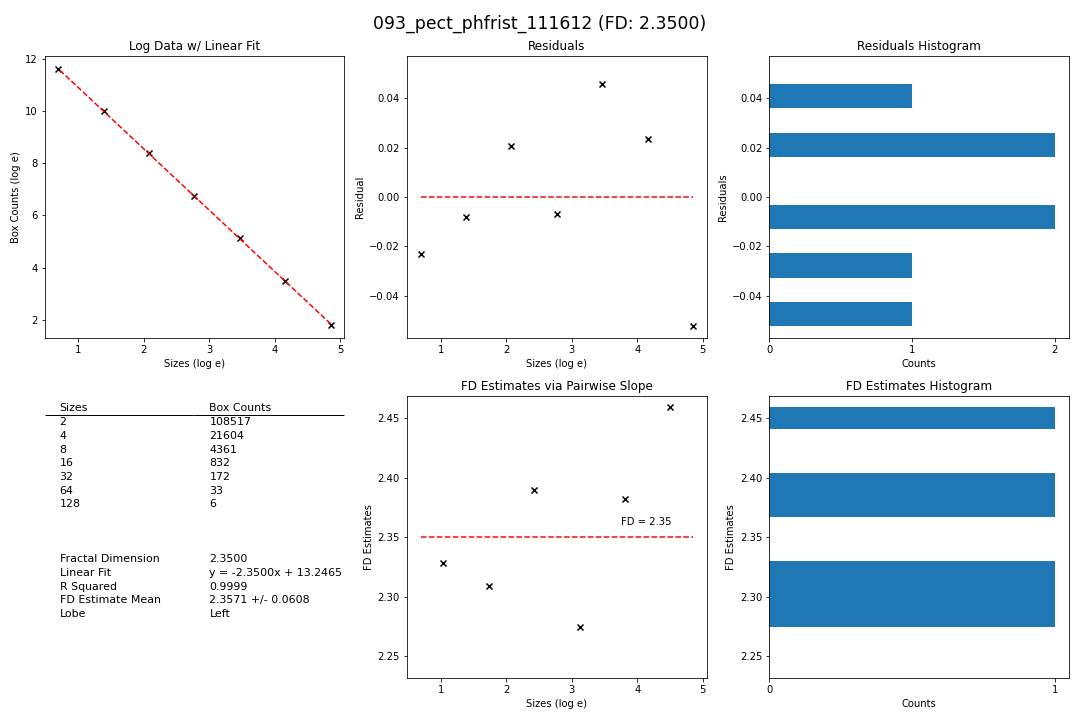 093_pect_phfrist_111612 (FD: 2.3500)
Log Data w/ Linear Fit
Box Counts (log e)
12
10
8
6
4
2
1 2 3 4 5
Sizes (log e)
Residuals
Residual
0.04
0.02
0.00
−0.02
−0.04
1 2 3 4 5
Sizes (log e)
Residuals Histogram
Residuals
0.04
0.02
0.00
−0.02
−0.04
0 1 2
Counts
Sizes Box Counts
2 108517
4 21604
8 4361
16 832
32 172
64 33
128 6
Fractal Dimension 2.3500
Linear Fit y = -2.3500x + 13.2465
R Squared 0.9999
FD Estimate Mean 2.3571 +/- 0.0608
Lobe Left
FD Estimates via Pairwise Slope
FD Estimates
2.45
2.40
2.35
2.30
2.25
FD = 2.35
1 2 3 4 5
Sizes (log e)
FD Estimates Histogram
FD Estimates
2.45
2.40
2.35
2.30
2.25
0 1
Counts